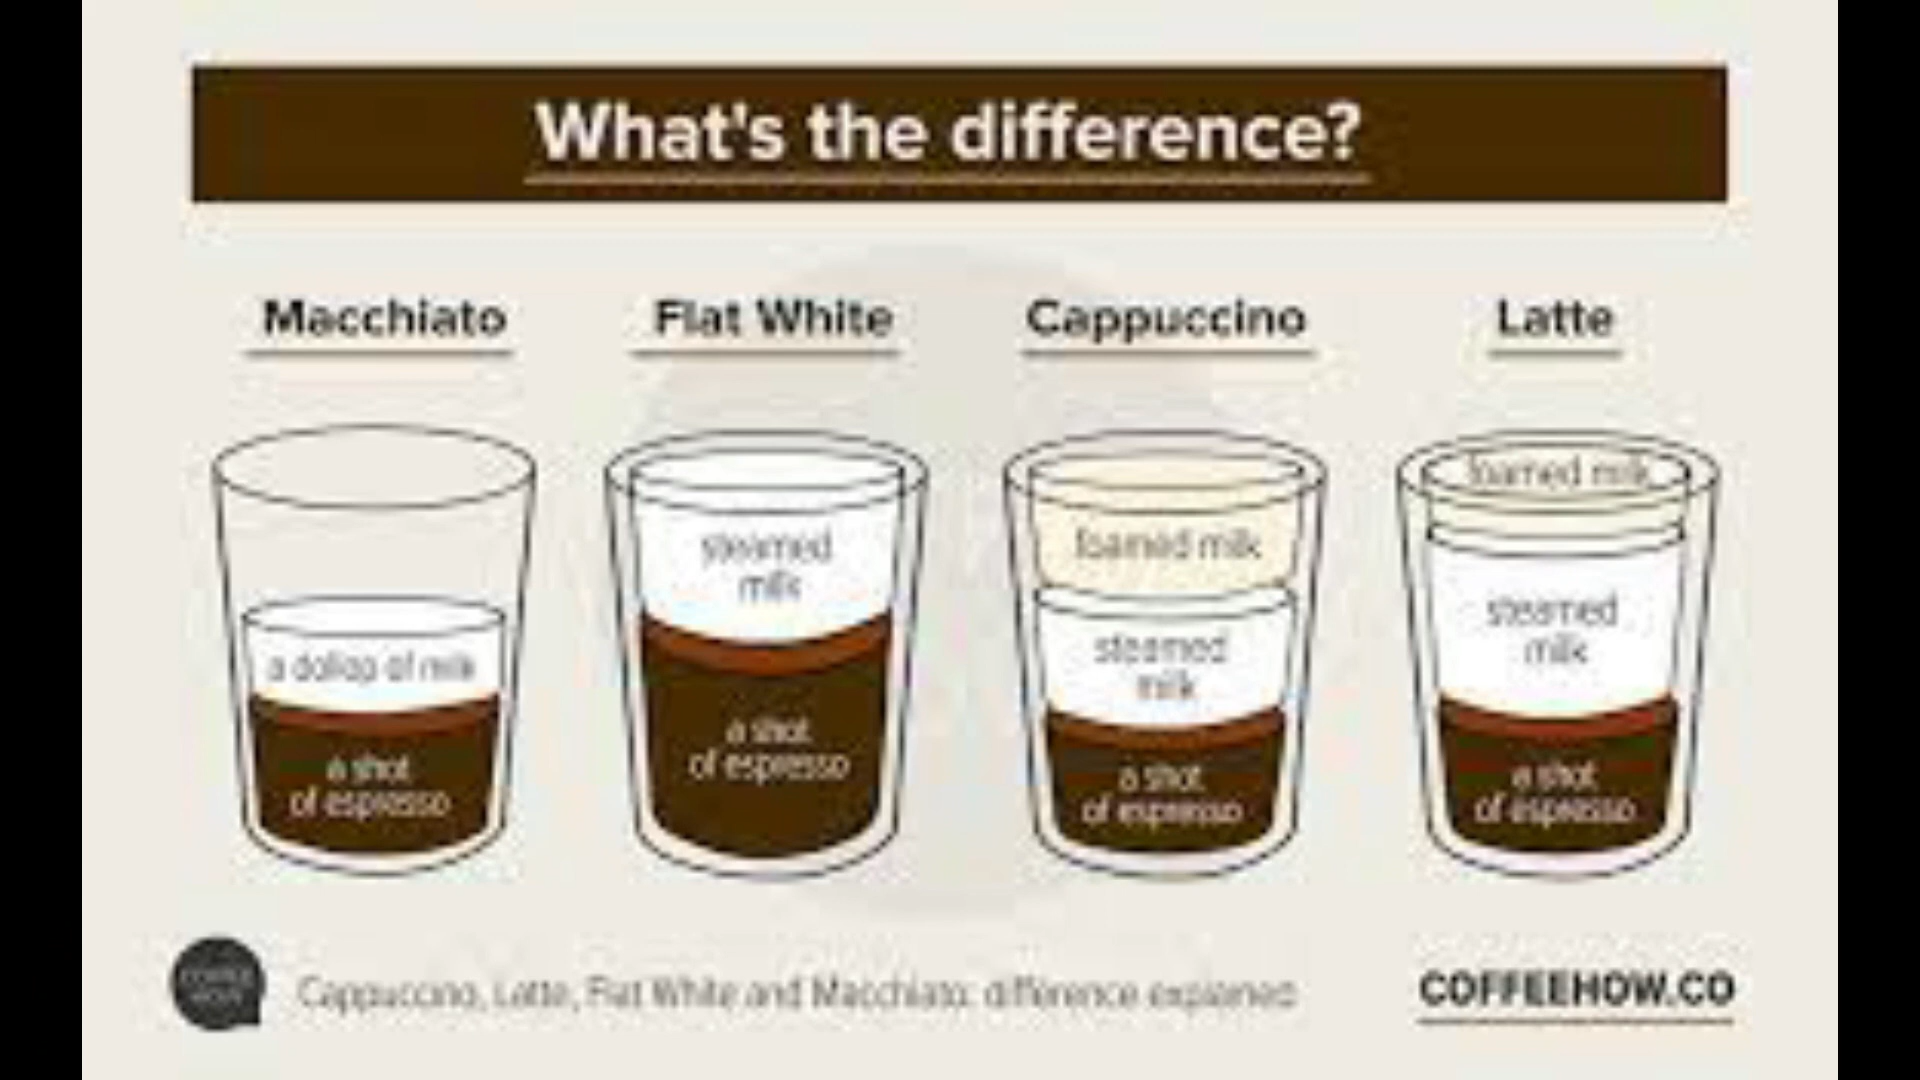 What's the difference?
Macchiato
Flat White
Cappuccino
Latte
a dollop of milk
a shot
of espresso
steamed
milk
a shot
of espresso
foamed milk
steamed
milk
a shot
of espresso
foamed milk
steamed
milk
a shot
of espresso
Cappuccino, Latte, Flat White and Macchiato: difference explained
COFFEEHOW.CO